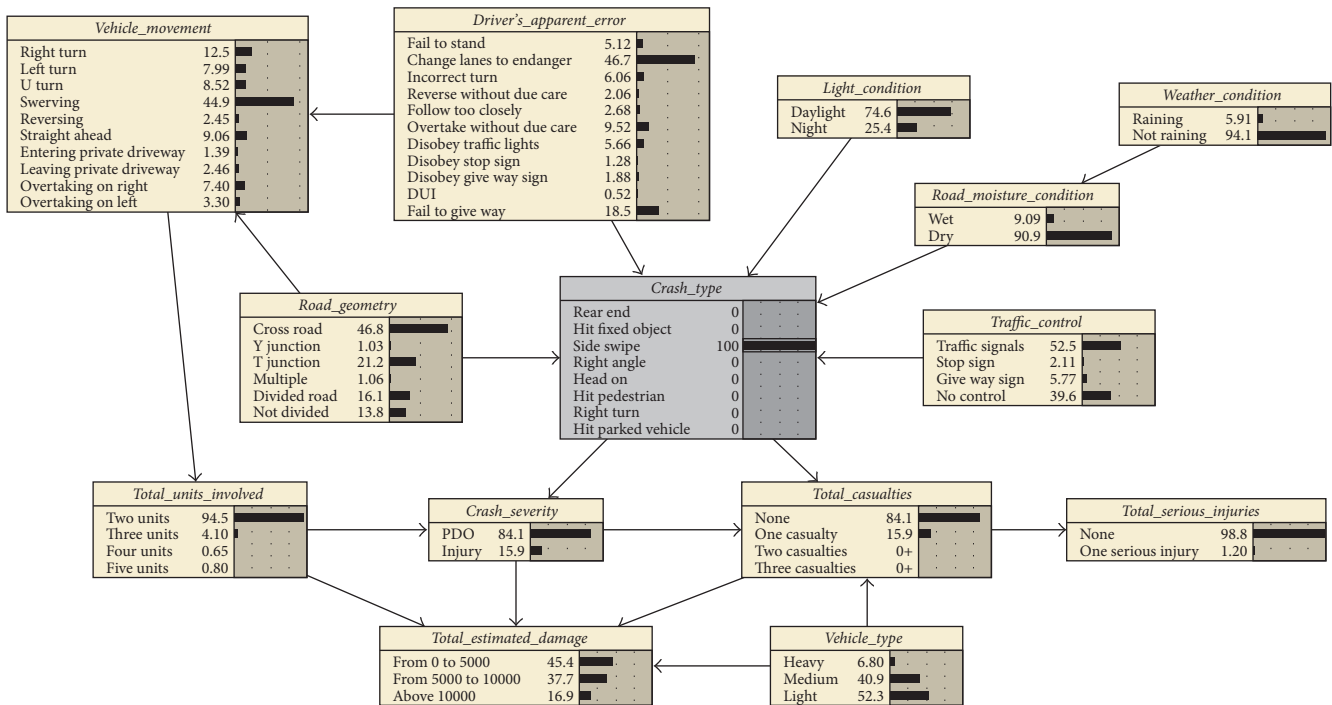 Vehicle_movement
Right turn 12.5
Left turn 7.99
U turn 8.52
Swerving 44.9
Reversing 2.45
Straight ahead 9.06
Entering private driveway 1.39
Leaving private driveway 2.46
Overtaking on right 7.40
Overtaking on left 3.30
Driver's_apparent_error
Fail to stand 5.12
Change lanes to endanger 46.7
Incorrect turn 6.06
Reverse without due care 2.06
Follow too closely 2.68
Overtake without due care 9.52
Disobey traffic lights 5.66
Disobey stop sign 1.28
Disobey give way sign 1.88
DUI 0.52
Fail to give way 18.5
Light_condition
Daylight 74.6
Night 25.4
Weather_condition
Raining 5.91
Not raining 94.1
Road_moisture_condition
Wet 9.09
Dry 90.9
Road_geometry
Cross road 46.8
Y junction 1.03
T junction 21.2
Multiple 1.06
Divided road 16.1
Not divided 13.8
Crash_type
Rear end 0
Hit fixed object 0
Side swipe 100
Right angle 0
Head on 0
Hit pedestrian 0
Right turn 0
Hit parked vehicle 0
Traffic_control
Traffic signals 52.5
Stop sign 2.11
Give way sign 5.77
No control 39.6
Total_units_involved
Two units 94.5
Three units 4.10
Four units 0.65
Five units 0.80
Crash_severity
PDO 84.1
Injury 15.9
Total_casualties
None 84.1
One casualty 15.9
Two casualties 0+
Three casualties 0+
Total_serious_injuries
None 98.8
One serious injury 1.20
Total_estimated_damage
From 0 to 5000 45.4
From 5000 to 10000 37.7
Above 10000 16.9
Vehicle_type
Heavy 6.80
Medium 40.9
Light 52.3